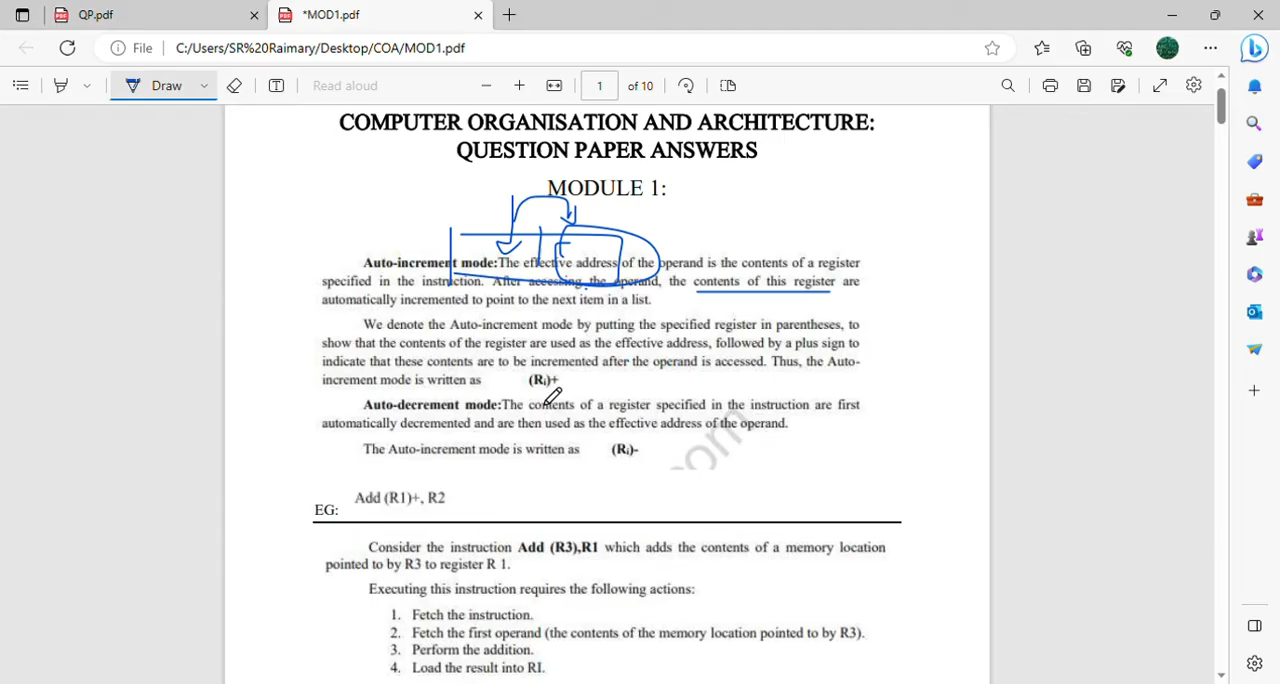 QP.pdf
*MOD1.pdf
File
C:/Users/SR%20Raimary/Desktop/COA/MOD1.pdf
Draw
Read aloud
1 of 10
COMPUTER ORGANISATION AND ARCHITECTURE:
QUESTION PAPER ANSWERS
MODULE 1:
Auto-increment mode:The effective address of the operand is the contents of a register
specified in the instruction. After accessing the operand, the contents of this register are
automatically incremented to point to the next item in a list.
We denote the Auto-increment mode by putting the specified register in parentheses, to
show that the contents of the register are used as the effective address, followed by a plus sign to
indicate that these contents are to be incremented after the operand is accessed. Thus, the Auto-
increment mode is written as (Ri)+
Auto-decrement mode:The contents of a register specified in the instruction are first
automatically decremented and are then used as the effective address of the operand.
The Auto-increment mode is written as (Ri)-
com
Add (R1)+, R2
EG:
Consider the instruction Add (R3),R1 which adds the contents of a memory location
pointed to by R3 to register R 1.
Executing this instruction requires the following actions:
1. Fetch the instruction.
2. Fetch the first operand (the contents of the memory location pointed to by R3).
3. Perform the addition.
4. Load the result into RI.